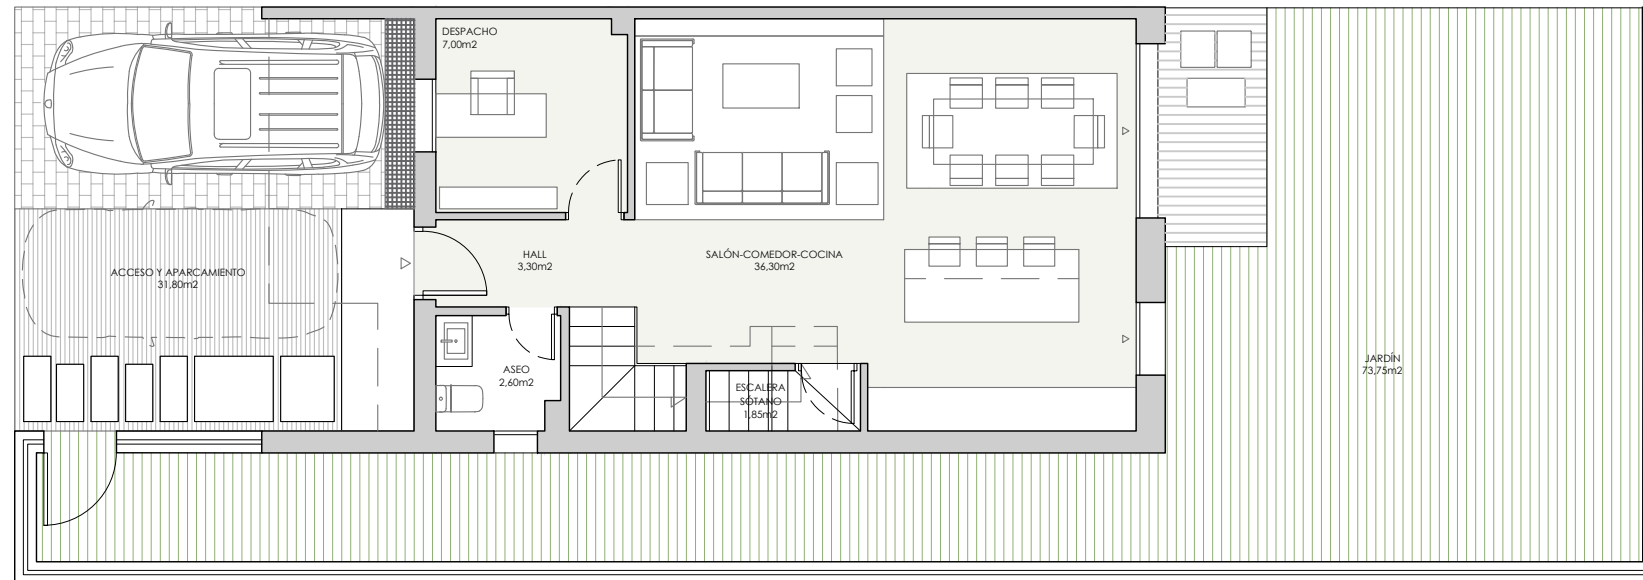 DESPACHO
7,00m2
HALL
3,30m2
SALÓN-COMEDOR-COCINA
36,30m2
ACCESO Y APARCAMIENTO
31,80m2
ASEO
2,60m2
ESCALERA
SÓTANO
1,85m2
JARDÍN
73,75m2